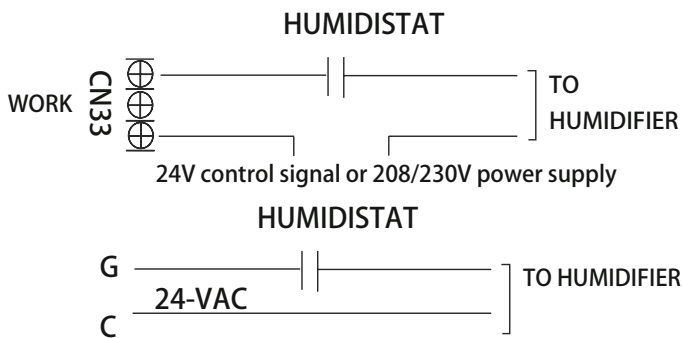 HUMIDISTAT
WORK CN33
TO
HUMIDIFIER
24V control signal or 208/230V power supply
HUMIDISTAT
G
TO HUMIDIFIER
24-VAC
C